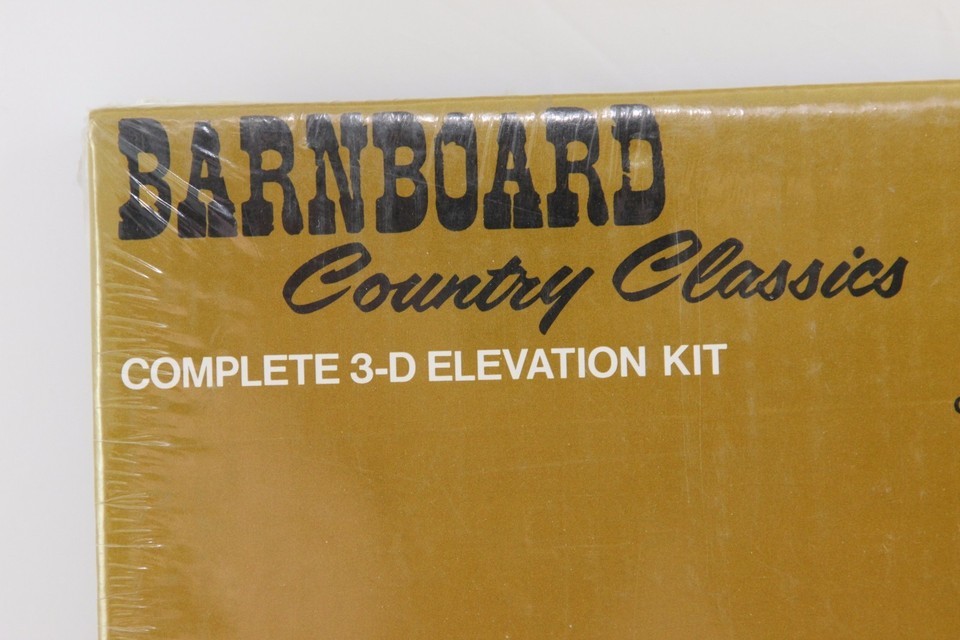 BARNBOARD
Country Classics
COMPLETE 3-D ELEVATION KIT